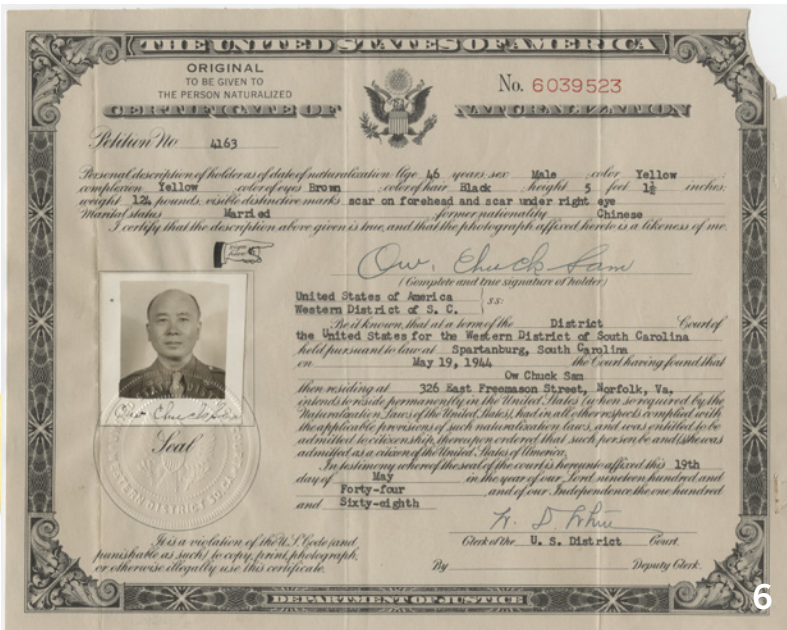 THE UNITED STATES OF AMERICA
ORIGINAL
TO BE GIVEN TO
THE PERSON NATURALIZED
No. 6039523
CERTIFICATE OF NATURALIZATION
Petition No 4163
Personal description of holder as of date of naturalization: Age 46 years; sex Male; color Yellow;
complexion Yellow; color of eyes Brown; color of hair Black; height 5 feet 1½ inches;
weight 124 pounds; visible distinctive marks scar on forehead and scar under right eye
Marital status Married former nationality Chinese
I certify that the description above given is true, and that the photograph affixed hereto is a likeness of me.
Ow, Chuck Sam
(Complete and true signature of holder)
United States of America
Western District of S. C. } ss:
Be it known, that at a term of the District Court of
the United States for the Western District of South Carolina
held pursuant to law at Spartanburg, South Carolina
on May 19, 1944 the Court having found that
Ow Chuck Sam
then residing at 326 East Freemason Street, Norfolk, Va.
intends to reside permanently in the United States (when so required by the
Naturalization Laws of the United States), had in all other respects complied with
the applicable provisions of such naturalization laws, and was entitled to be
admitted to citizenship, thereupon ordered that such person be and (s)he was
admitted as a citizen of the United States of America.
In testimony whereof the seal of the court is hereunto affixed this 19th
day of May in the year of our Lord nineteen hundred and
Forty-four and of our Independence the one hundred
and Sixty-eighth
Ow Chuck Sam
Seal
Clerk of the U. S. District Court.
By Deputy Clerk.
It is a violation of the U.S. Code (and
punishable as such) to copy, print, photograph,
or otherwise illegally use this certificate.
DEPARTMENT OF JUSTICE
6